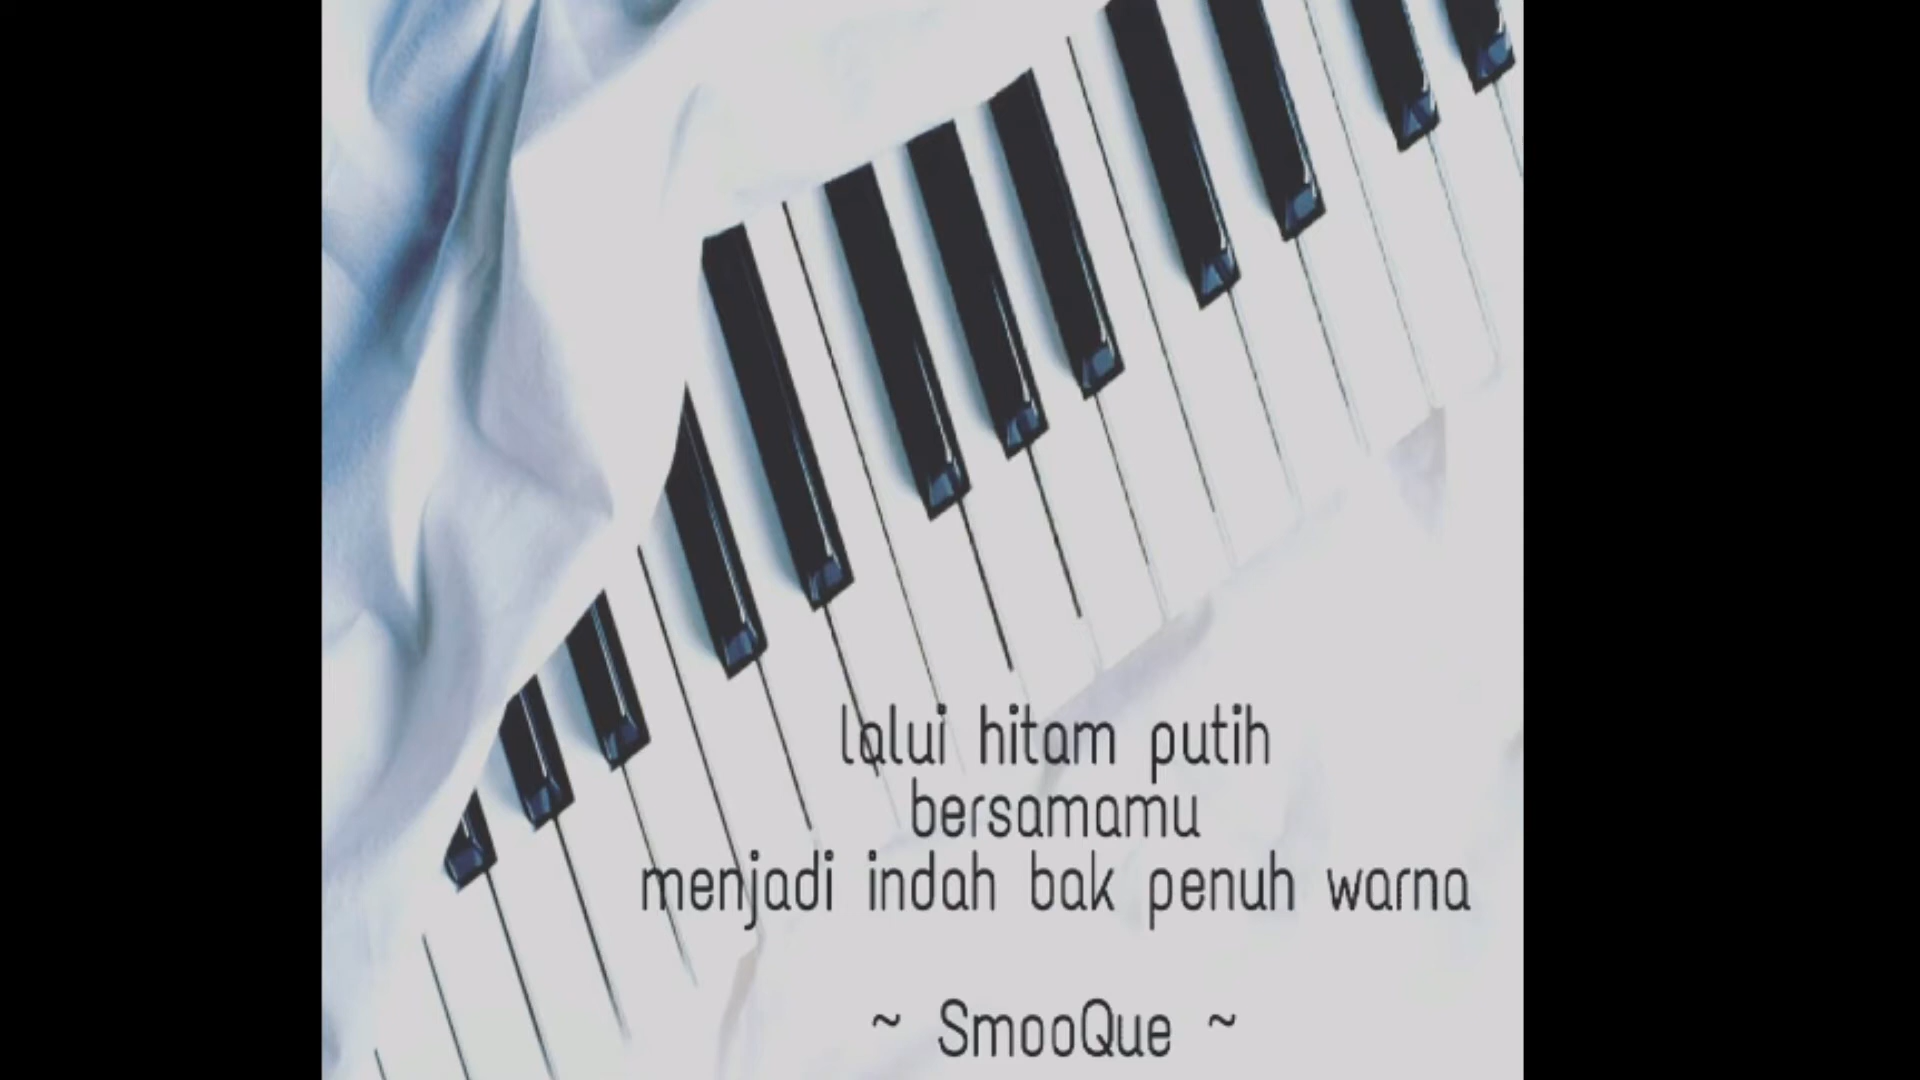 lalui hitam putih
bersamamu
menjadi indah bak penuh warna
~ SmooQue ~